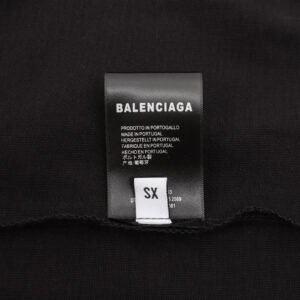 BALENCIAGA
PRODOTTO IN PORTOGALLO
MADE IN PORTUGAL
HERGESTELLT IN PORTUGAL
FABRIQUE EN PORTUGAL
HECHO EN PORTUGAL
ポルトガル製
产地:葡萄牙
SX